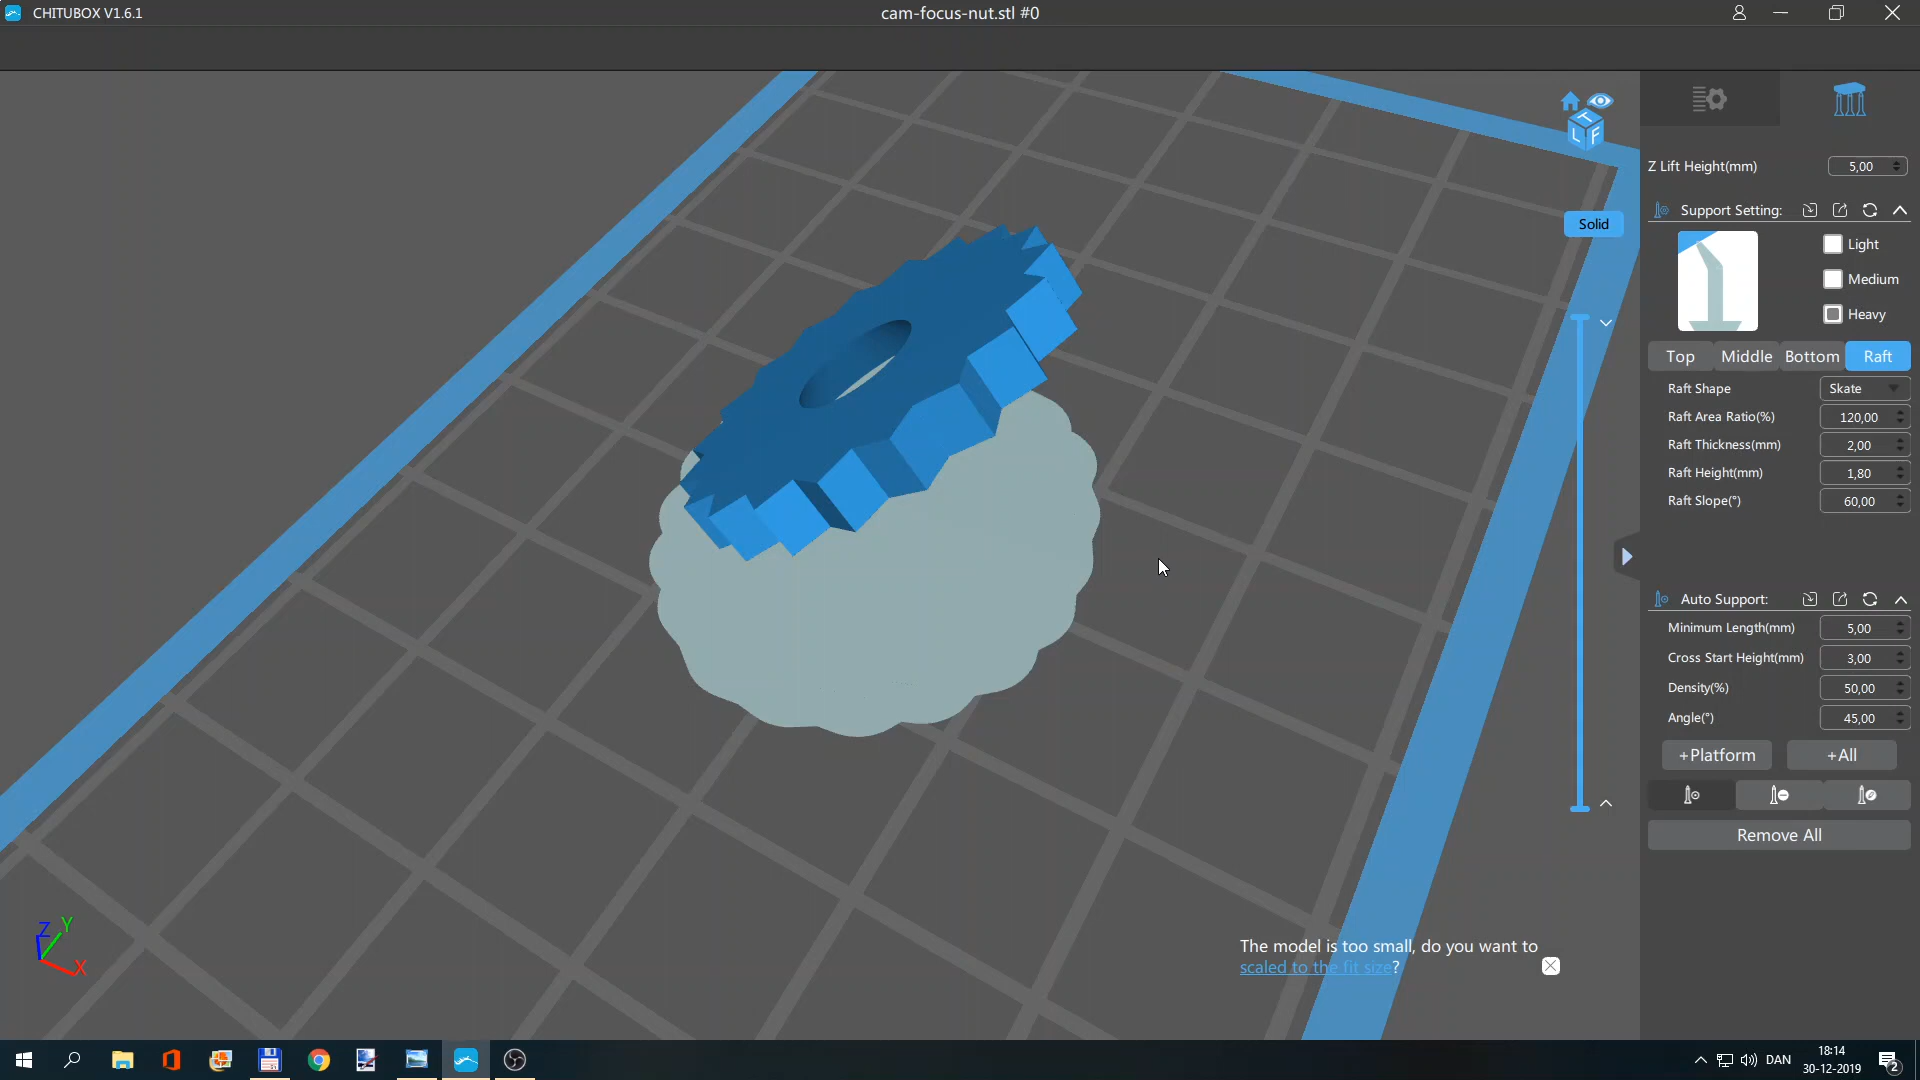 CHITUBOX V1.6.1
cam-focus-nut.stl #0
T
L F
Z Lift Height(mm) 5,00
Solid
Support Setting:
Light
Medium
Heavy
Top Middle Bottom Raft
Raft Shape Skate
Raft Area Ratio(%) 120,00
Raft Thickness(mm) 2,00
Raft Height(mm) 1,80
Raft Slope(°) 60,00
Auto Support:
Minimum Length(mm) 5,00
Cross Start Height(mm) 3,00
Density(%) 50,00
Angle(°) 45,00
+Platform +All
Remove All
Z Y
X
The model is too small, do you want to
scaled to the fit size?
DAN
18:14
30-12-2019
2